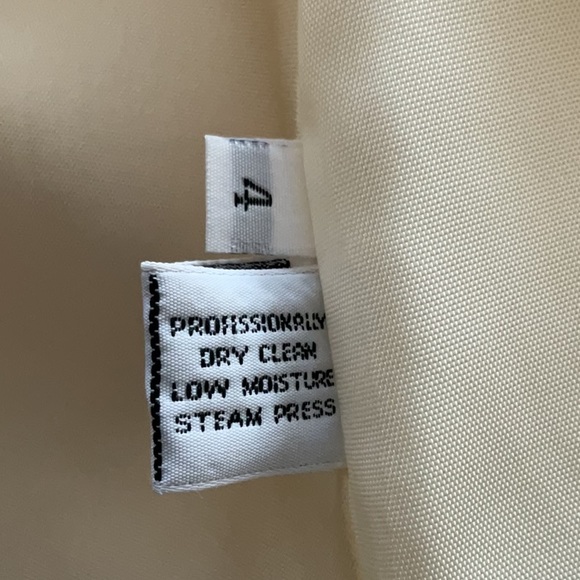 4
PROFESSIONALLY
DRY CLEAN
LOW MOISTURE
STEAM PRESS